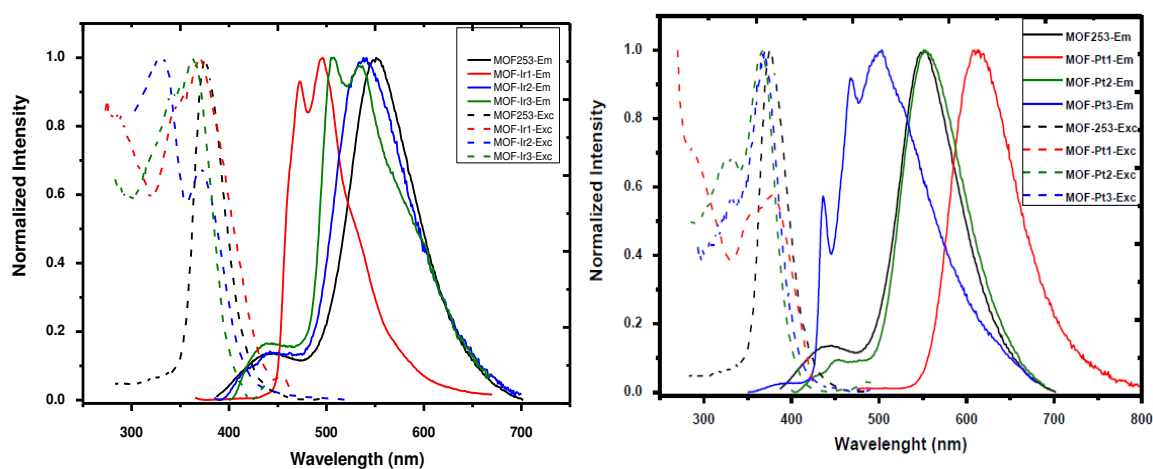 Normalized Intensity
1.0
0.8
0.6
0.4
0.2
0.0
300
400
500
600
700
Wavelength (nm)
MOF253-Em
MOF-Ir1-Em
MOF-Ir2-Em
MOF-Ir3-Em
MOF253-Exc
MOF-Ir1-Exc
MOF-Ir2-Exc
MOF-Ir3-Exc
Normalized Intensity
1.0
0.8
0.6
0.4
0.2
0.0
300
400
500
600
700
800
Wavelenght (nm)
MOF253-Em
MOF-Pt1-Em
MOF-Pt2-Em
MOF-Pt3-Em
MOF-253-Exc
MOF-Pt1-Exc
MOF-Pt2-Exc
MOF-Pt3-Exc